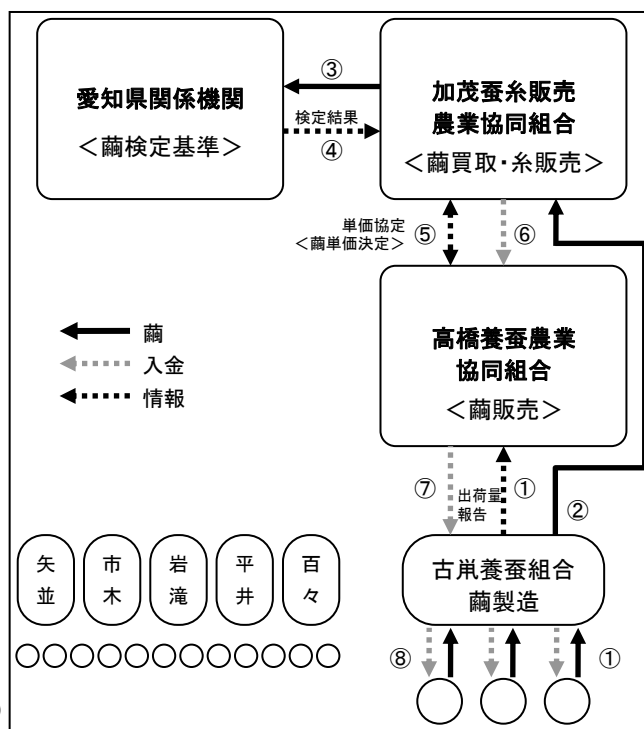 愛知県関係機関
＜繭検定基準＞
③
検定結果
④
加茂蚕糸販売
農業協同組合
＜繭買取・糸販売＞
単価協定
＜繭単価決定＞
⑤
⑥
繭
入金
情報
高橋養蚕農業
協同組合
＜繭販売＞
⑦
出荷量
報告
①
②
矢並
市木
岩滝
平井
百々
古鼡養蚕組合
繭製造
⑧
①